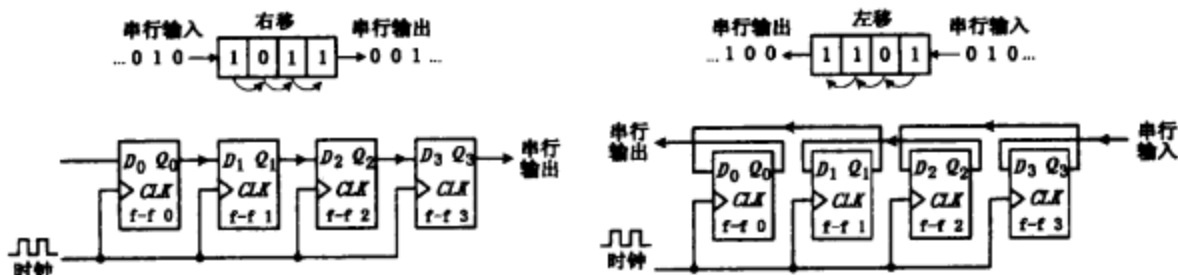 右移
串行输入
串行输出
...0 1 0
1 0 1 1
0 0 1...
D0 Q0
CLK
f-f 0
D1 Q1
CLK
f-f 1
D2 Q2
CLK
f-f 2
D3 Q3
CLK
f-f 3
串行
输出
时钟
左移
串行输出
串行输入
...1 0 0
1 1 0 1
0 1 0...
串行
输出
D0 Q0
CLK
f-f 0
D1 Q1
CLK
f-f 1
D2 Q2
CLK
f-f 2
D3 Q3
CLK
f-f 3
串行
输入
时钟